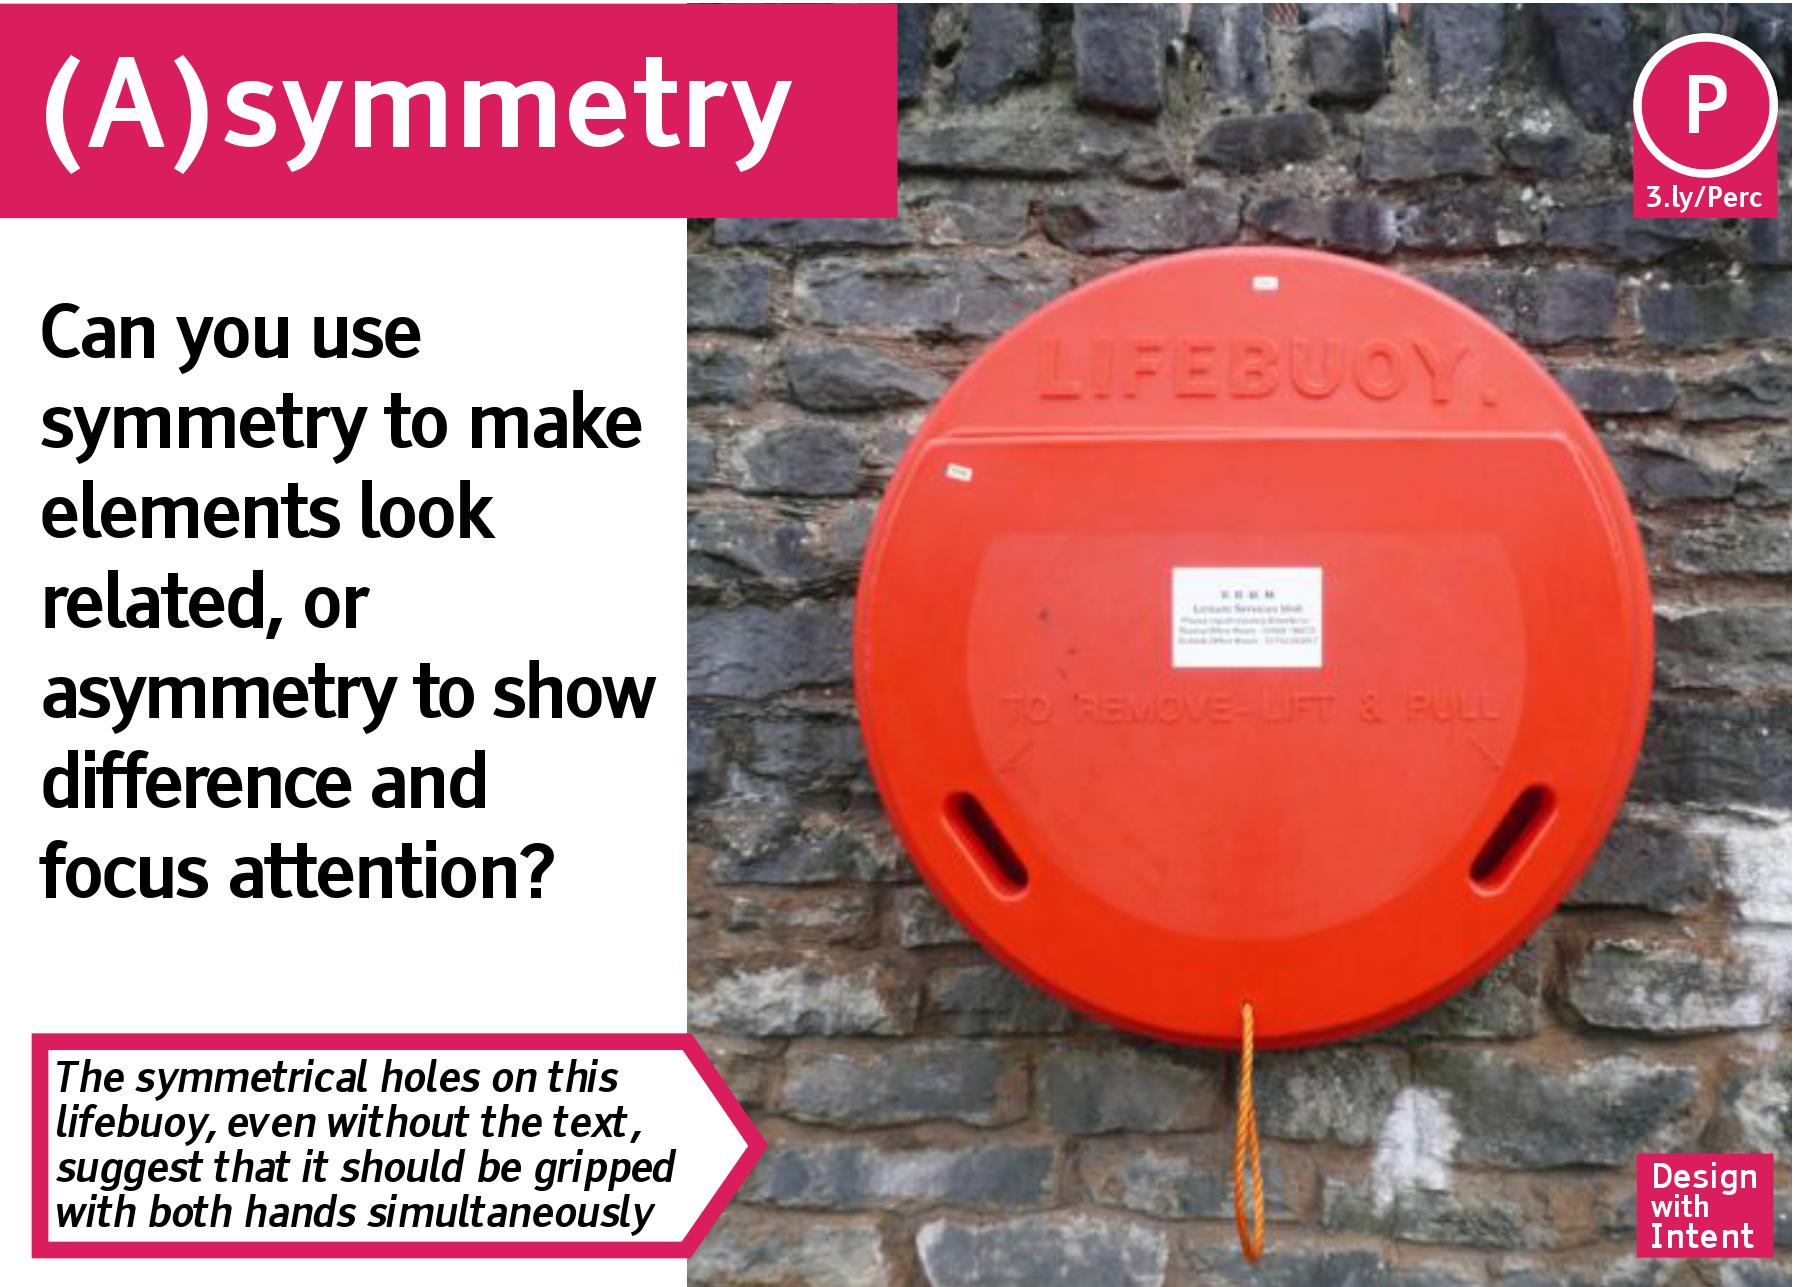 (A)symmetry
P
3.ly/Perc
Can you use
symmetry to make
elements look
related, or
asymmetry to show
difference and
focus attention?
LIFEBUOY.
TO REMOVE-LIFT & PULL
The symmetrical holes on this
lifebuoy, even without the text,
suggest that it should be gripped
with both hands simultaneously
Design
with
Intent